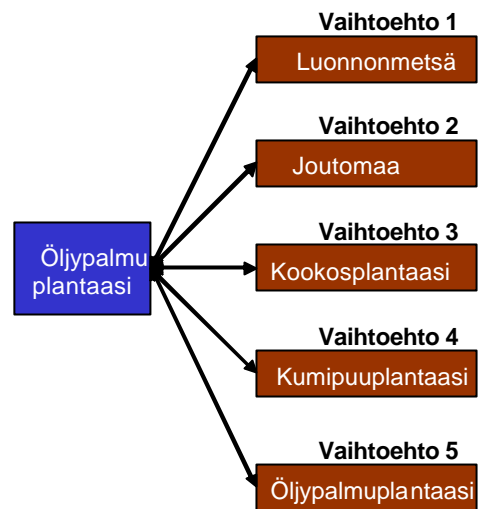 Vaihtoehto 1
Luonnonmetsä
Vaihtoehto 2
Joutomaa
Öljypalmu
plantaasi
Vaihtoehto 3
Kookosplantaasi
Vaihtoehto 4
Kumipuuplantaasi
Vaihtoehto 5
Öljypalmuplantaasi